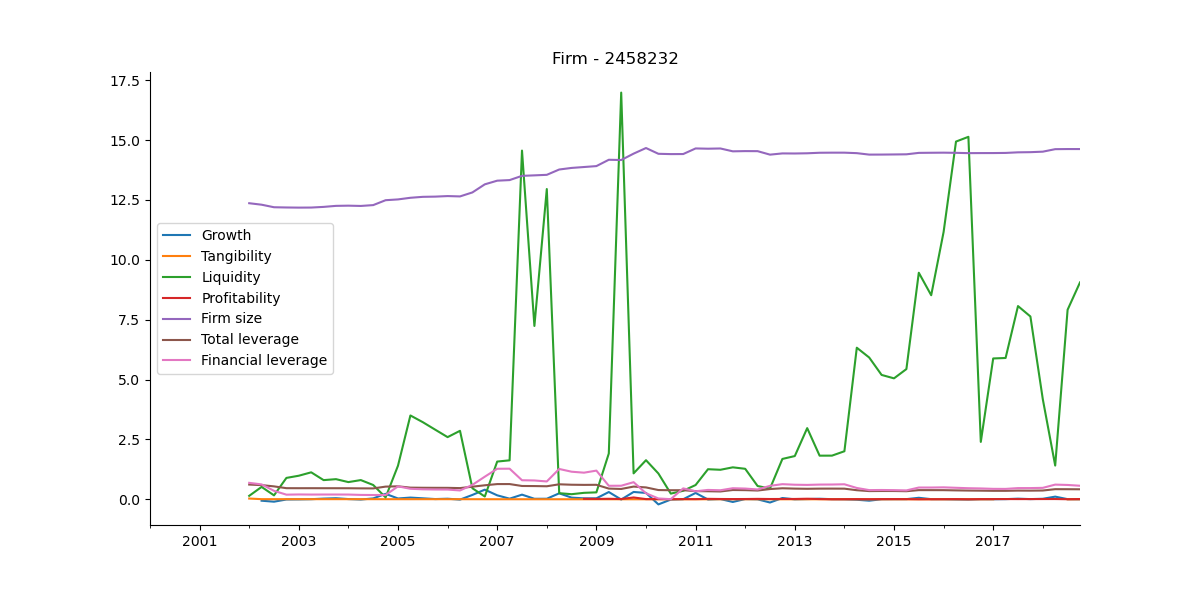 Firm - 2458232
17.5
15.0
12.5
10.0
7.5
5.0
2.5
0.0
Growth
Tangibility
Liquidity
Profitability
Firm size
Total leverage
Financial leverage
2001 2003 2005 2007 2009 2011 2013 2015 2017